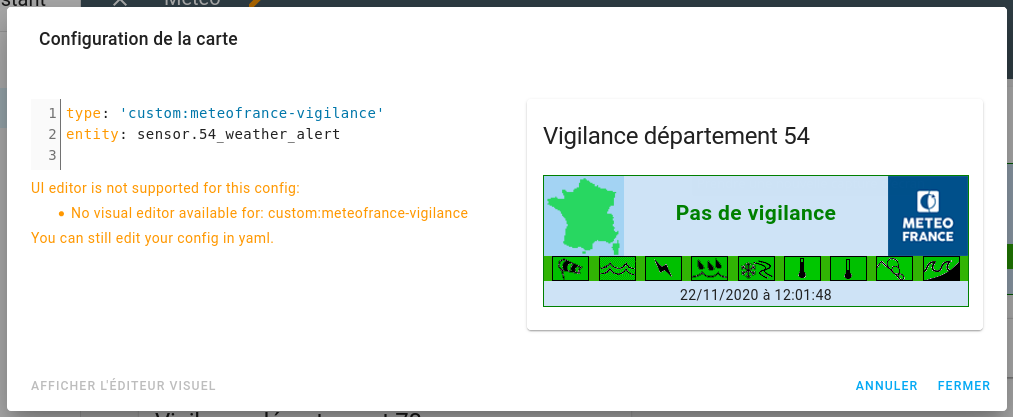 Météo
Configuration de la carte
1 type: 'custom:meteofrance-vigilance'
2 entity: sensor.54_weather_alert
3
UI editor is not supported for this config:
• No visual editor available for: custom:meteofrance-vigilance
You can still edit your config in yaml.
Vigilance département 54
Pas de vigilance
METEO
FRANCE
22/11/2020 à 12:01:48
AFFICHER L'ÉDITEUR VISUEL
ANNULER
FERMER